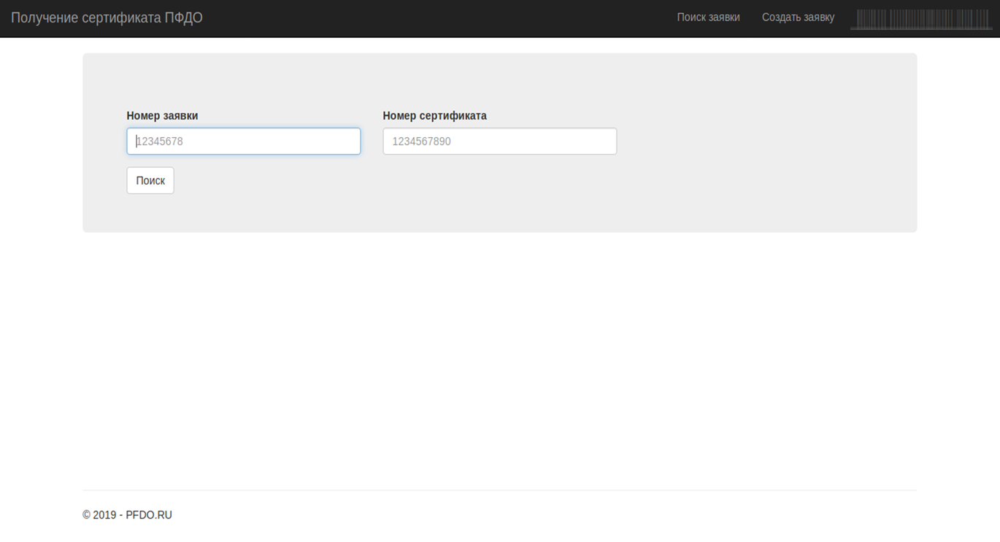 Получение сертификата ПФДО Поиск заявки Создать заявку
Номер заявки Номер сертификата
12345678 1234567890
Поиск
© 2019 - PFDO.RU